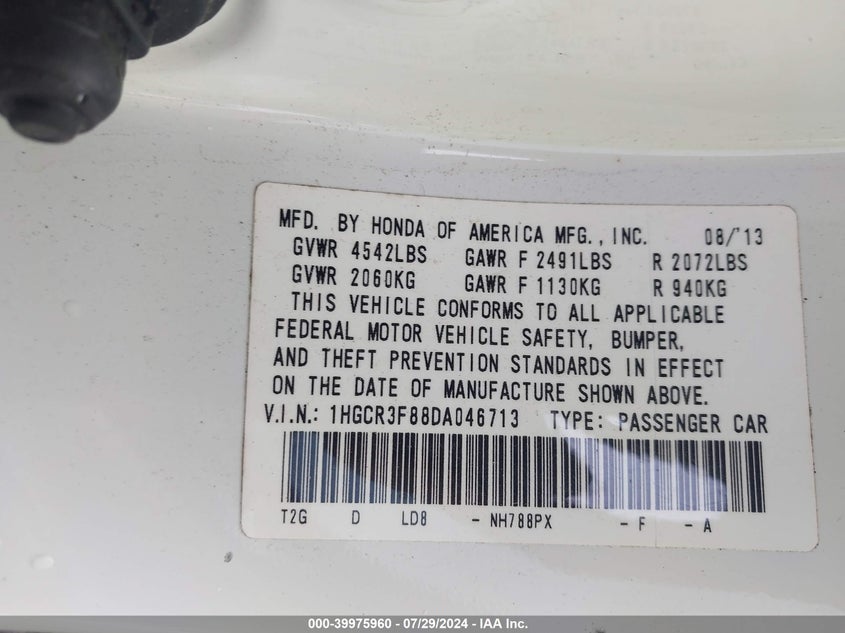 MFD. BY HONDA OF AMERICA MFG., INC. 08/'13
GVWR 4542LBS GAWR F 2491LBS R 2072LBS
GVWR 2060KG GAWR F 1130KG R 940KG
THIS VEHICLE CONFORMS TO ALL APPLICABLE
FEDERAL MOTOR VEHICLE SAFETY, BUMPER,
AND THEFT PREVENTION STANDARDS IN EFFECT
ON THE DATE OF MANUFACTURE SHOWN ABOVE.
V.I.N.: 1HGCR3F88DA046713 TYPE: PASSENGER CAR
T2G D LD8 - NH788PX - F - A
000-39975960 - 07/29/2024 - IAA Inc.